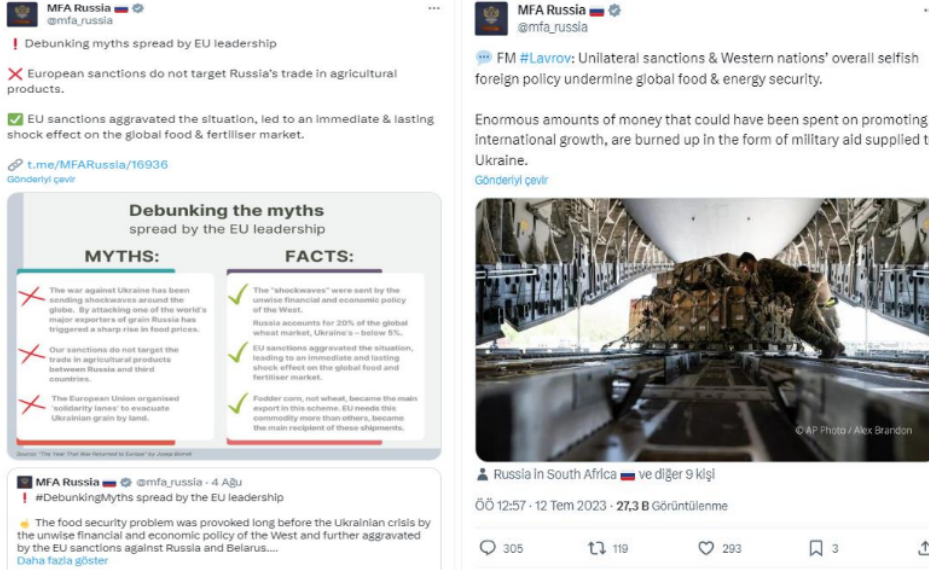 MFA Russia
@mfa_russia
Debunking myths spread by EU leadership
European sanctions do not target Russia's trade in agricultural
products.
EU sanctions aggravated the situation, led to an immediate & lasting
shock effect on the global food & fertiliser market.
t.me/MFARussia/16936
Gönderiyi çevir
Debunking the myths
spread by the EU leadership
MYTHS:
The war against Ukraine has been
sending shockwaves around the
globe. By attacking one of the world's
major exporters of grain Russia has
triggered a sharp rise in food prices.
Our sanctions do not target the
trade in agricultural products
between Russia and third
countries.
The European Union organised
'solidarity lanes' to evacuate
Ukrainian grain by land.
FACTS:
The "shockwaves" were sent by the
unwise financial and economic policy
of the West.
Russia accounts for 20% of the global
wheat market, Ukraine's – below 5%.
EU sanctions aggravated the situation,
leading to an immediate and lasting
shock effect on the global food and
fertiliser market.
Fodder corn, not wheat, became the main
export in this scheme. EU needs this
commodity more than others, became
the main recipient of these shipments.
Source: "The Year That War Returned to Europe" by Josep Borrell
MFA Russia @mfa_russia · 4 Ağu
#DebunkingMyths spread by the EU leadership
The food security problem was provoked long before the Ukrainian crisis by
the unwise financial and economic policy of the West and further aggravated
by the EU sanctions against Russia and Belarus....
Daha fazla göster
MFA Russia
@mfa_russia
FM #Lavrov: Unilateral sanctions & Western nations' overall selfish
foreign policy undermine global food & energy security.
Enormous amounts of money that could have been spent on promoting
international growth, are burned up in the form of military aid supplied t
Ukraine.
Gönderiyi çevir
© AP Photo / Alex Brandon
Russia in South Africa ve diğer 9 kişi
ÖÖ 12:57 · 12 Tem 2023 · 27,3 B Görüntülenme
305 119 293 3